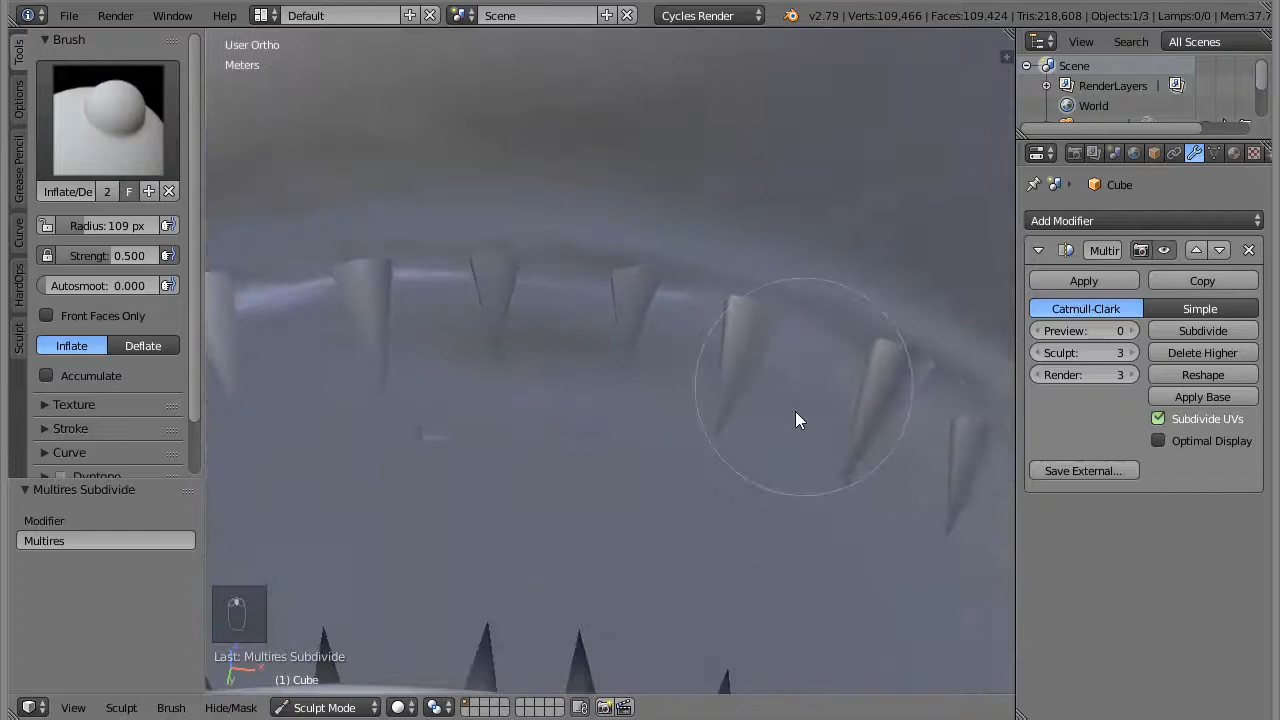 File Render Window Help Default Scene Cycles Render v2.79 | Verts:109,466 | Faces:109,424 | Tris:218,608 | Objects:1/3 | Lamps:0/0 | Mem:37.7
Tools
Options
Grease Pencil
Curve
HardOps
Sculpt
Brush
Inflate/De 2 F
Radius: 109 px
Strengt: 0.500
Autosmoot: 0.000
Front Faces Only
Inflate Deflate
Accumulate
Texture
Stroke
Curve
Multires Subdivide
Modifier
Multires
User Ortho
Meters
Last: Multires Subdivide
(1) Cube
View Sculpt Brush Hide/Mask Sculpt Mode
View Search All Scenes
Scene
RenderLayers |
World
Cube
Add Modifier
Multir
Apply Copy
Catmull-Clark Simple
Preview: 0 Subdivide
Sculpt: 3 Delete Higher
Render: 3 Reshape
Apply Base
Subdivide UVs
Optimal Display
Save External...